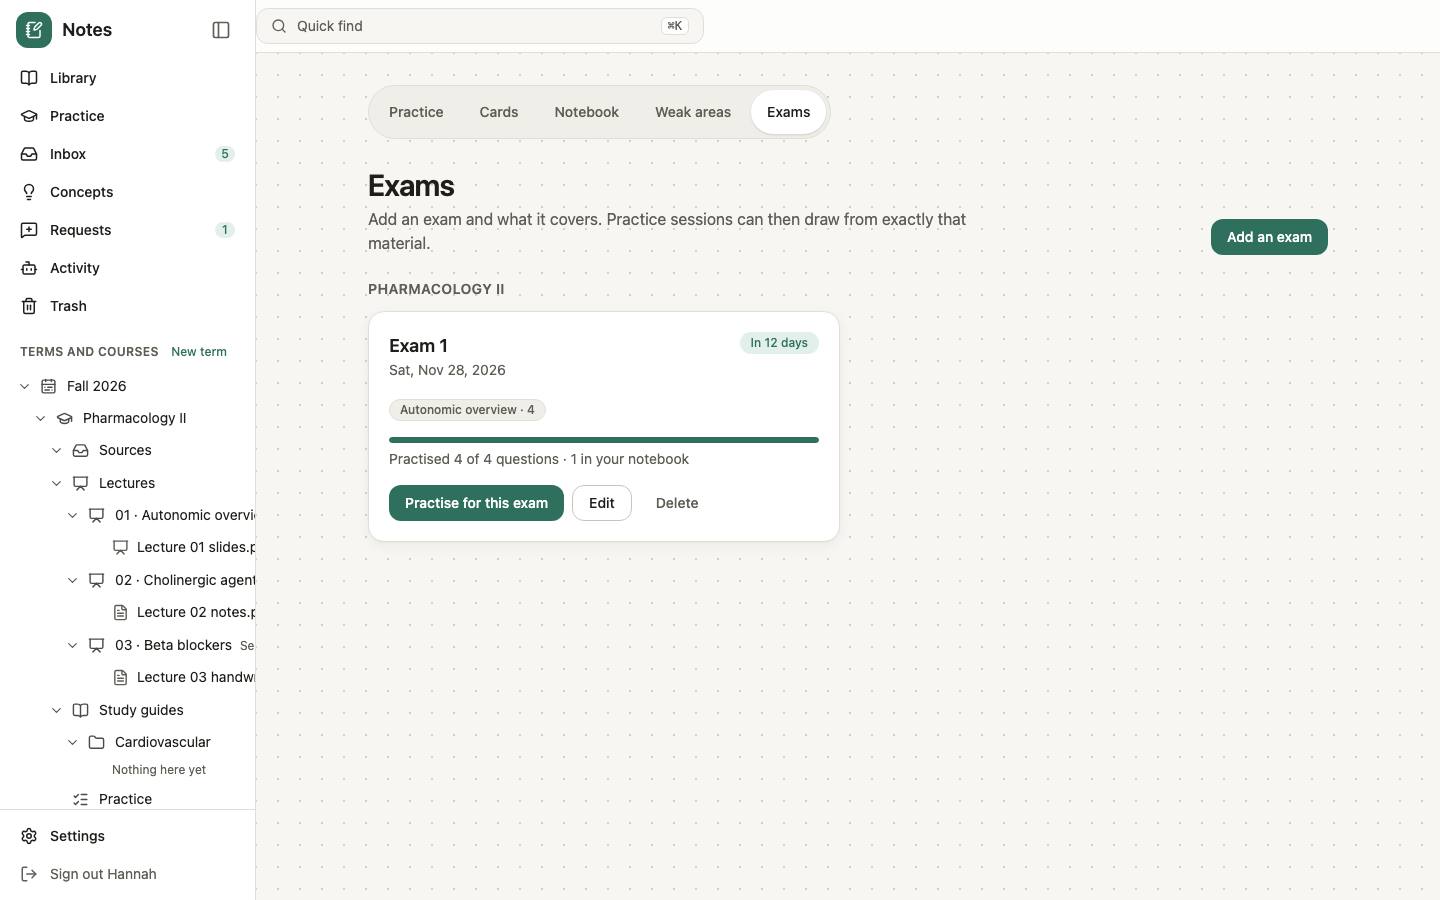 Notes
Quick find
⌘K
Library
Practice
Inbox 5
Concepts
Requests 1
Activity
Trash
TERMS AND COURSES New term
Fall 2026
Pharmacology II
Sources
Lectures
01 · Autonomic overvi
Lecture 01 slides.p
02 · Cholinergic agent
Lecture 02 notes.p
03 · Beta blockers Se
Lecture 03 handw
Study guides
Cardiovascular
Nothing here yet
Practice
Settings
Sign out Hannah
Practice Cards Notebook Weak areas Exams
Exams
Add an exam and what it covers. Practice sessions can then draw from exactly that
material.
Add an exam
PHARMACOLOGY II
Exam 1
In 12 days
Sat, Nov 28, 2026
Autonomic overview · 4
Practised 4 of 4 questions · 1 in your notebook
Practise for this exam Edit Delete